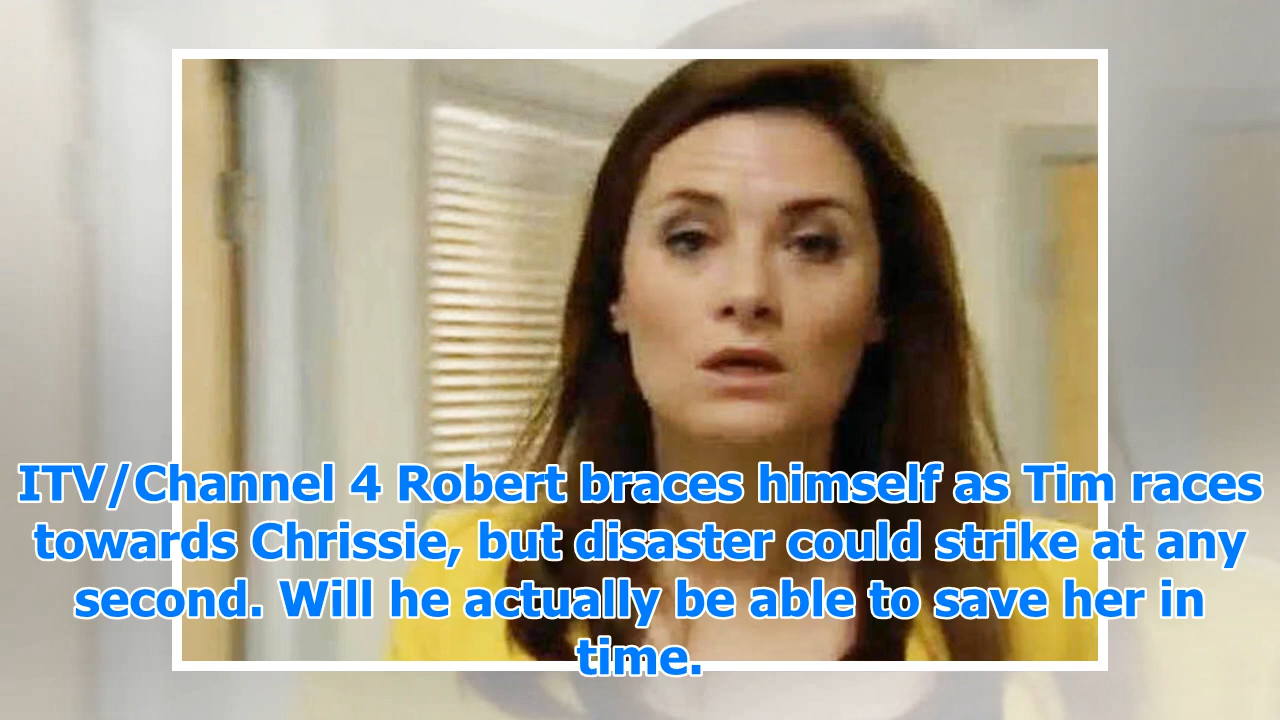 ITV/Channel 4 Robert braces himself as Tim races
towards Chrissie, but disaster could strike at any
second. Will he actually be able to save her in
time.